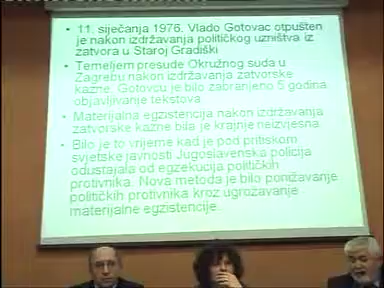 • 11. siječanja 1976. Vlado Gotovac otpušten
je nakon izdržavanja političkog uzništva iz
zatvora u Staroj Gradiški
• Temeljem presude Okružnog suda u
Zagrebu nakon izdržavanja zatvorske
kazne. Gotovcu je bilo zabranjeno 5 godina
objavljivanje tekstova.
• Materijalna egzistencija nakon izdržavanja
zatvorske kazne bila je krajnje neizvjesna.
• Bilo je to vrijeme kad je pod pritiskom
svjetske javnosti Jugoslavenska policija
odustajala od egzekucija političkih
protivnika. Nova metoda je bilo ponižavanje
političkih protivnika kroz ugrožavanje
materijalne egzistencije.